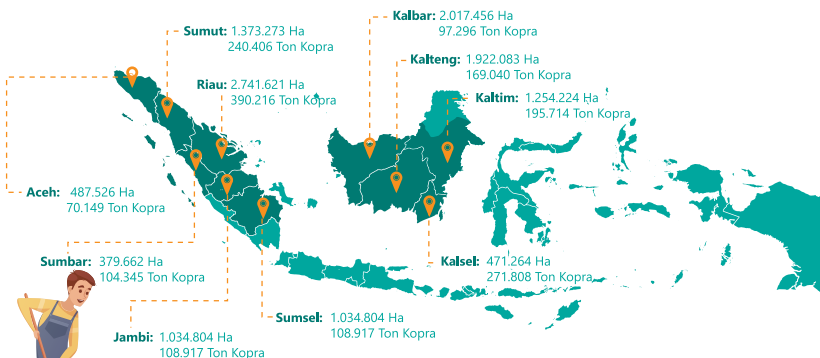 Sumut: 1.373.273 Ha
240.406 Ton Kopra
Kalbar: 2.017.456 Ha
97.296 Ton Kopra
Riau: 2.741.621 Ha
390.216 Ton Kopra
Kalteng: 1.922.083 Ha
169.040 Ton Kopra
Kaltim: 1.254.224 Ha
195.714 Ton Kopra
Aceh: 487.526 Ha
70.149 Ton Kopra
Sumbar: 379.662 Ha
104.345 Ton Kopra
Kalsel: 471.264 Ha
271.808 Ton Kopra
Jambi: 1.034.804 Ha
108.917 Ton Kopra
Sumsel: 1.034.804 Ha
108.917 Ton Kopra